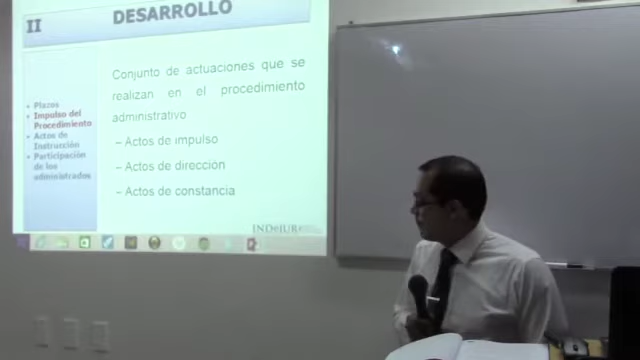 II
DESARROLLO
Conjunto de actuaciones que se
realizan en el procedimiento
administrativo
– Actos de impulso
– Actos de dirección
– Actos de constancia
• Plazos
• Impulso del
Procedimiento
• Actos de
Instrucción
• Participación
de los
administrados
INDeJUR